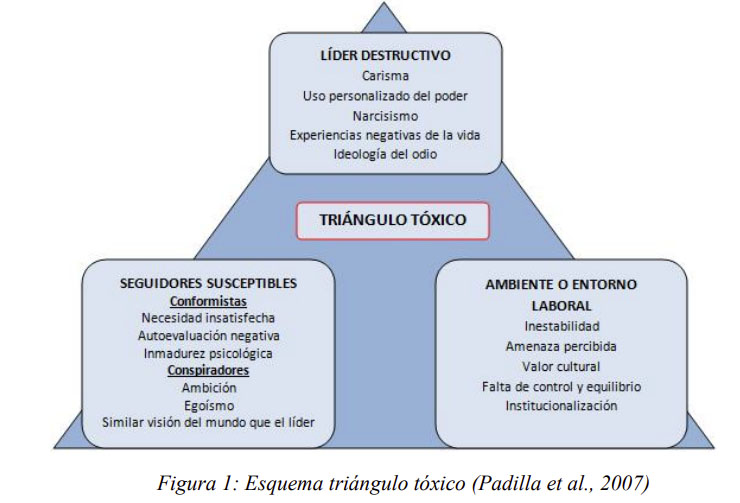 LÍDER DESTRUCTIVO
Carisma
Uso personalizado del poder
Narcisismo
Experiencias negativas de la vida
Ideología del odio
TRIÁNGULO TÓXICO
SEGUIDORES SUSCEPTIBLES
Conformistas
Necesidad insatisfecha
Autoevaluación negativa
Inmadurez psicológica
Conspiradores
Ambición
Egoísmo
Similar visión del mundo que el líder
AMBIENTE O ENTORNO
LABORAL
Inestabilidad
Amenaza percibida
Valor cultural
Falta de control y equilibrio
Institucionalización
Figura 1: Esquema triángulo tóxico (Padilla et al., 2007)